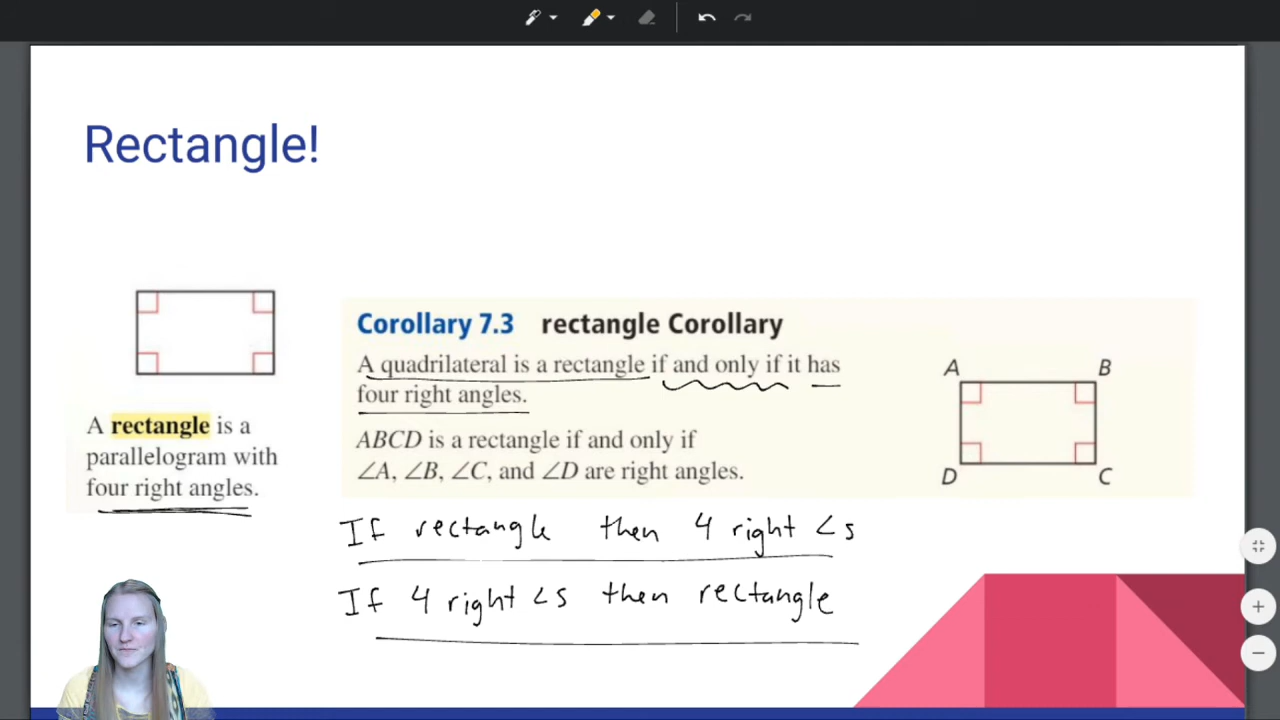 Rectangle!
A rectangle is a
parallelogram with
four right angles.
Corollary 7.3 rectangle Corollary
A quadrilateral is a rectangle if and only if it has
four right angles.
ABCD is a rectangle if and only if
∠A, ∠B, ∠C, and ∠D are right angles.
A
B
D
C
If rectangle then 4 right ∠s
If 4 right ∠s then rectangle